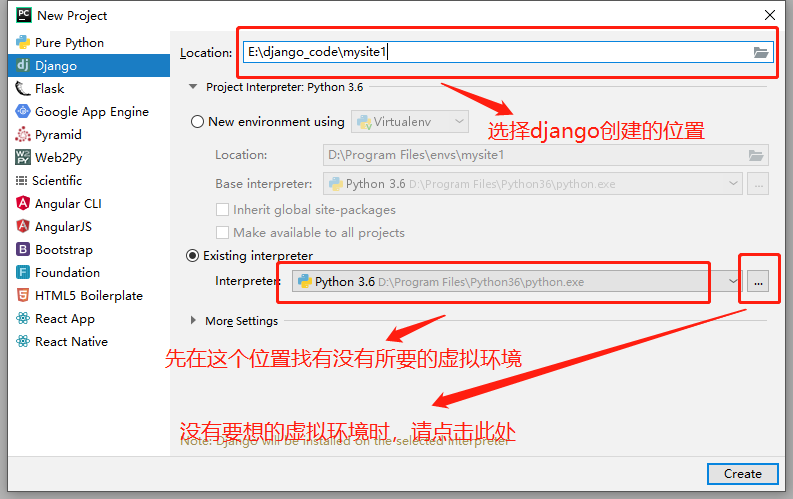 New Project
Pure Python
Django
Flask
Google App Engine
Pyramid
Web2Py
Scientific
Angular CLI
AngularJS
Bootstrap
Foundation
HTML5 Boilerplate
React App
React Native
Location: E:\django_code\mysite1
Project Interpreter: Python 3.6
New environment using Virtualenv
选择django创建的位置
Location: D:\Program Files\envs\mysite1
Base interpreter: Python 3.6 D:\Program Files\Python36\python.exe ...
Inherit global site-packages
Make available to all projects
Existing interpreter
Interpreter: Python 3.6 D:\Program Files\Python36\python.exe ...
More Settings
先在这个位置找有没有所要的虚拟环境
没有要想的虚拟环境时，请点击此处
Note: Django will be installed on the selected interpreter
Create